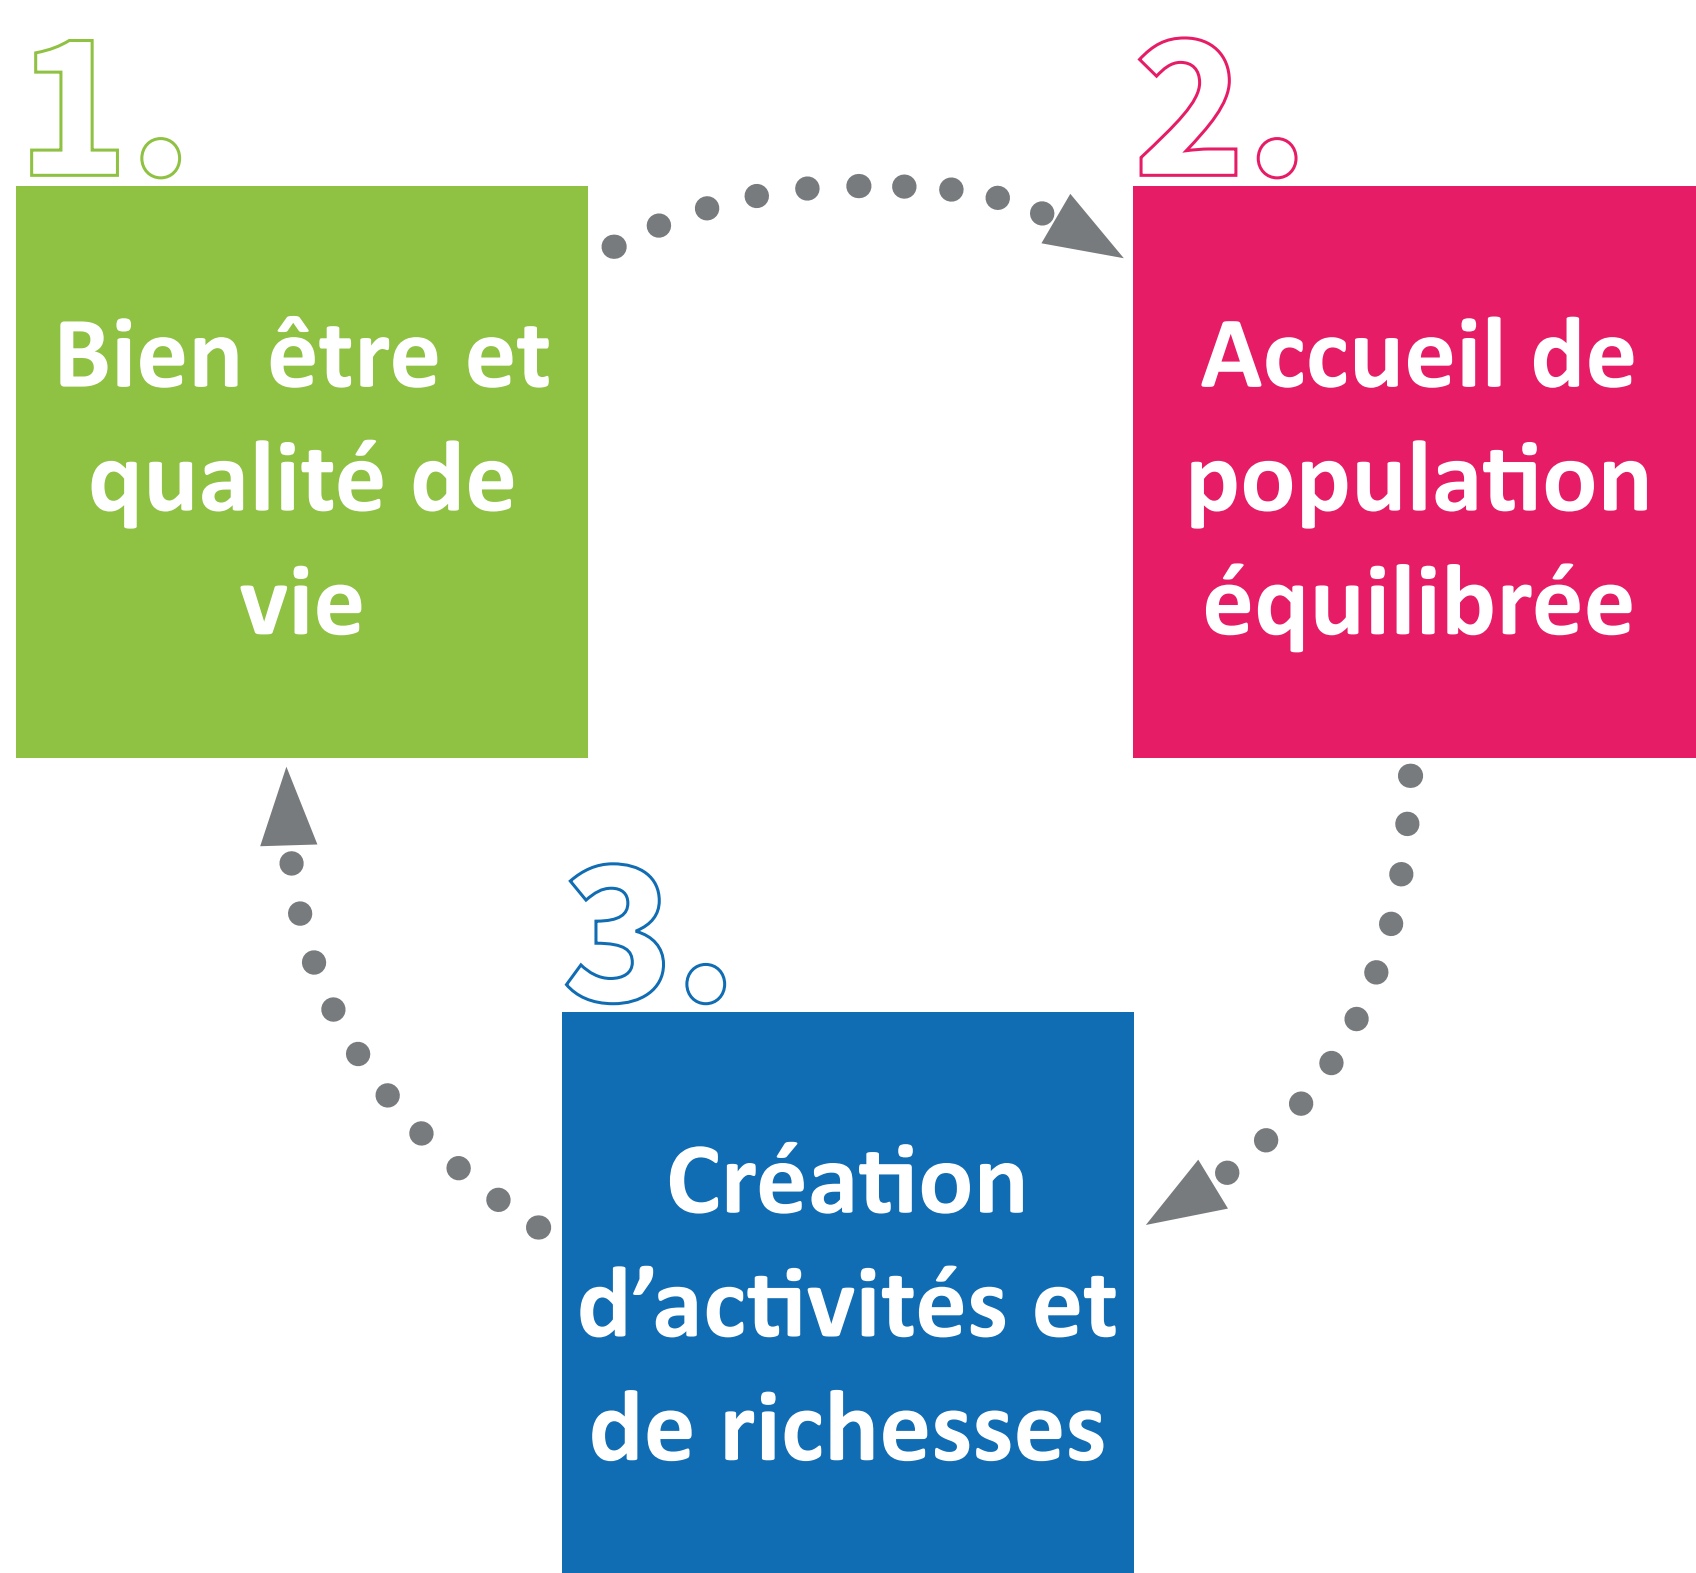 1.
Bien être et
qualité de
vie
2.
Accueil de
population
équilibrée
3.
Création
d’activités et
de richesses